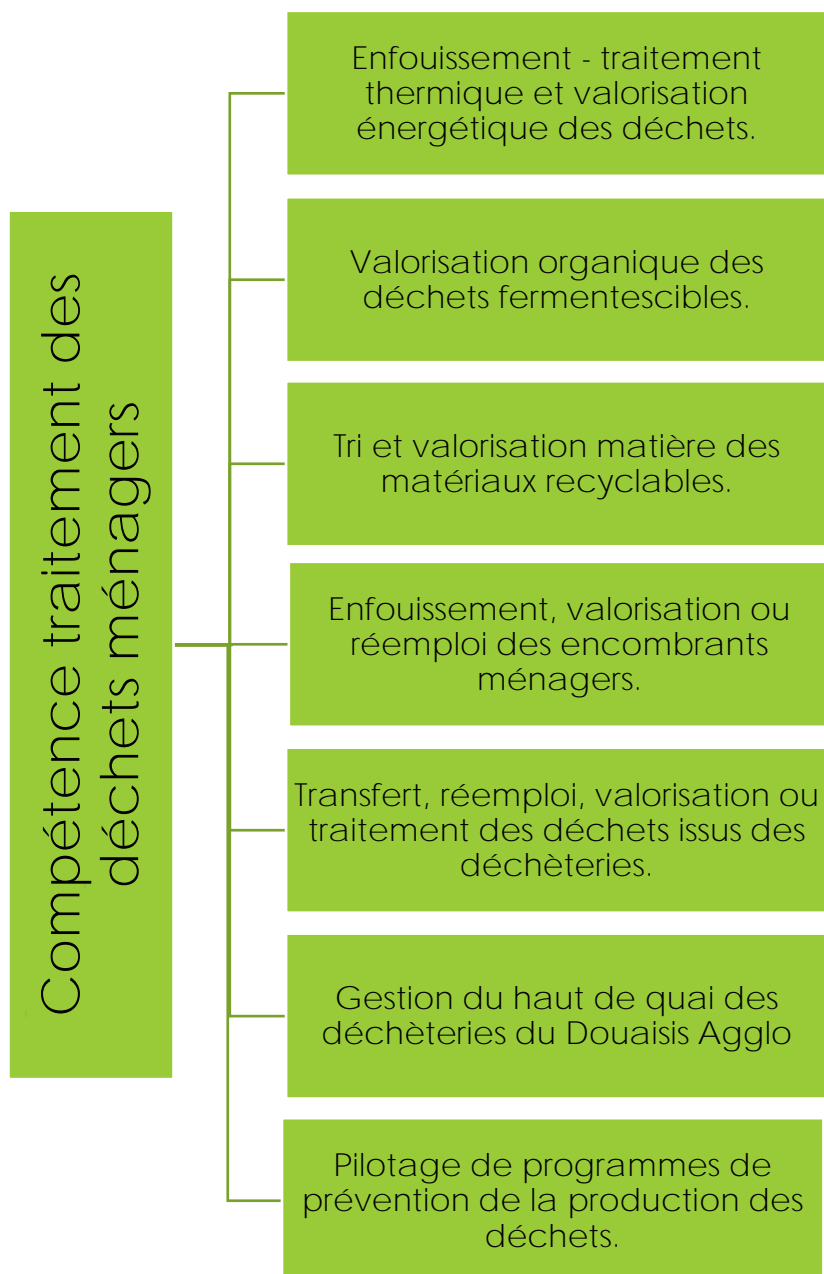 Compétence traitement des
déchets ménagers
Enfouissement - traitement
thermique et valorisation
énergétique des déchets.
Valorisation organique des
déchets fermentescibles.
Tri et valorisation matière des
matériaux recyclables.
Enfouissement, valorisation ou
réemploi des encombrants
ménagers.
Transfert, réemploi, valorisation ou
traitement des déchets issus des
déchèteries.
Gestion du haut de quai des
déchèteries du Douaisis Agglo
Pilotage de programmes de
prévention de la production des
déchets.